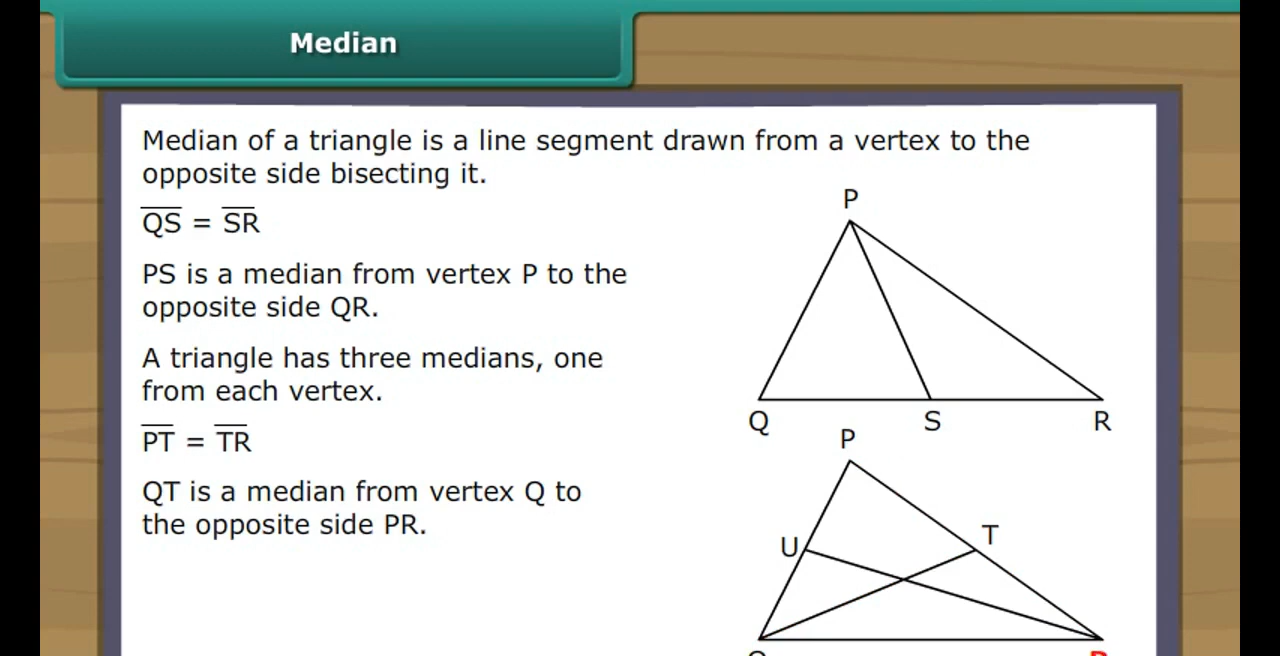 Median
Median of a triangle is a line segment drawn from a vertex to the
opposite side bisecting it.
QS = SR
PS is a median from vertex P to the
opposite side QR.
A triangle has three medians, one
from each vertex.
PT = TR
QT is a median from vertex Q to
the opposite side PR.
P
Q S R
P
U T